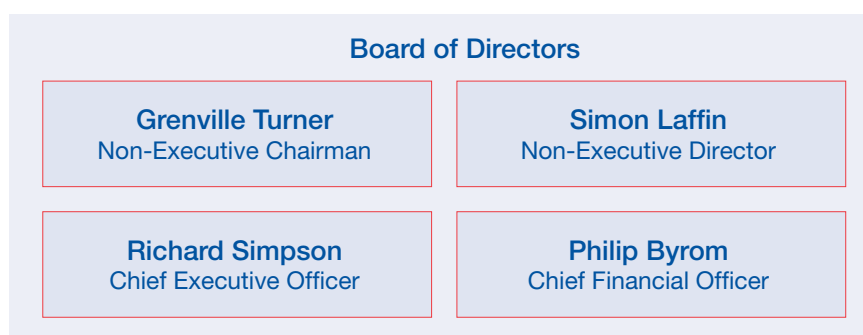 Board of Directors
Grenville Turner
Non-Executive Chairman
Simon Laffin
Non-Executive Director
Richard Simpson
Chief Executive Officer
Philip Byrom
Chief Financial Officer